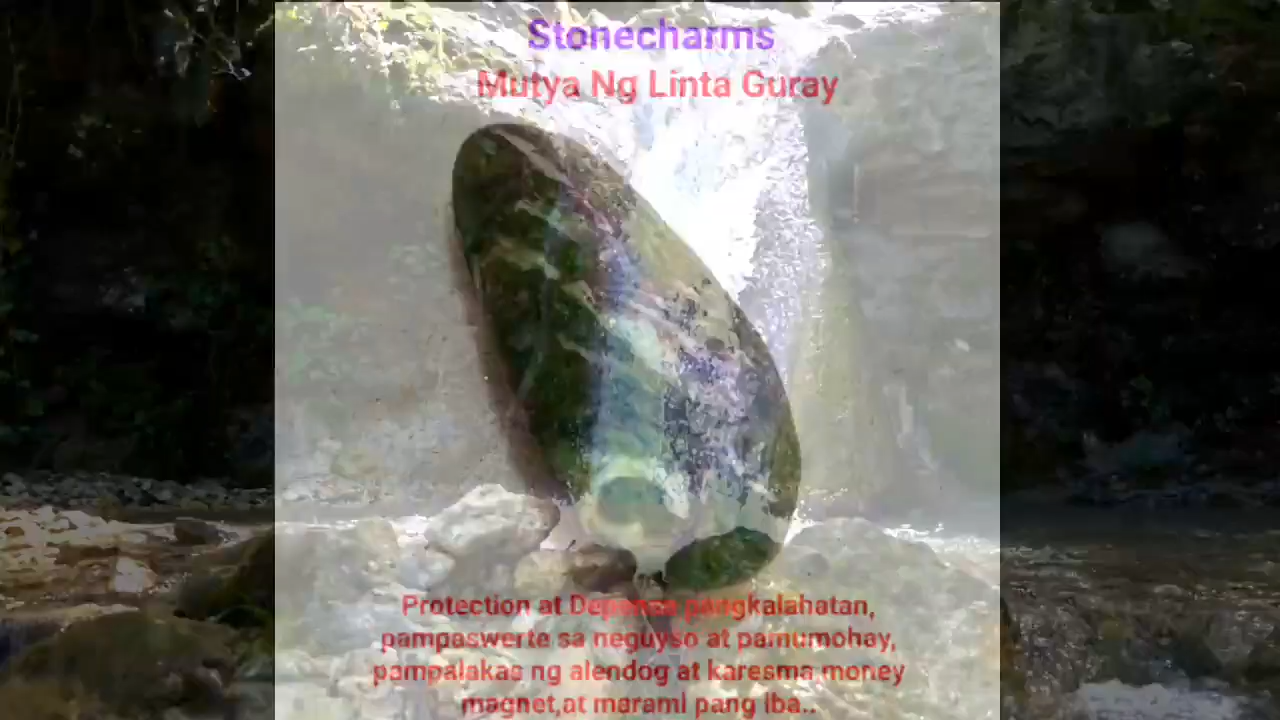 Stonecharms
Mutya Ng Linta Guray
Protection at Depensa pangkalahatan,
pampaswerte sa neguyso at pamumohay,
pampalakas ng alendog at karesma money
magnet,at marami pang iba..